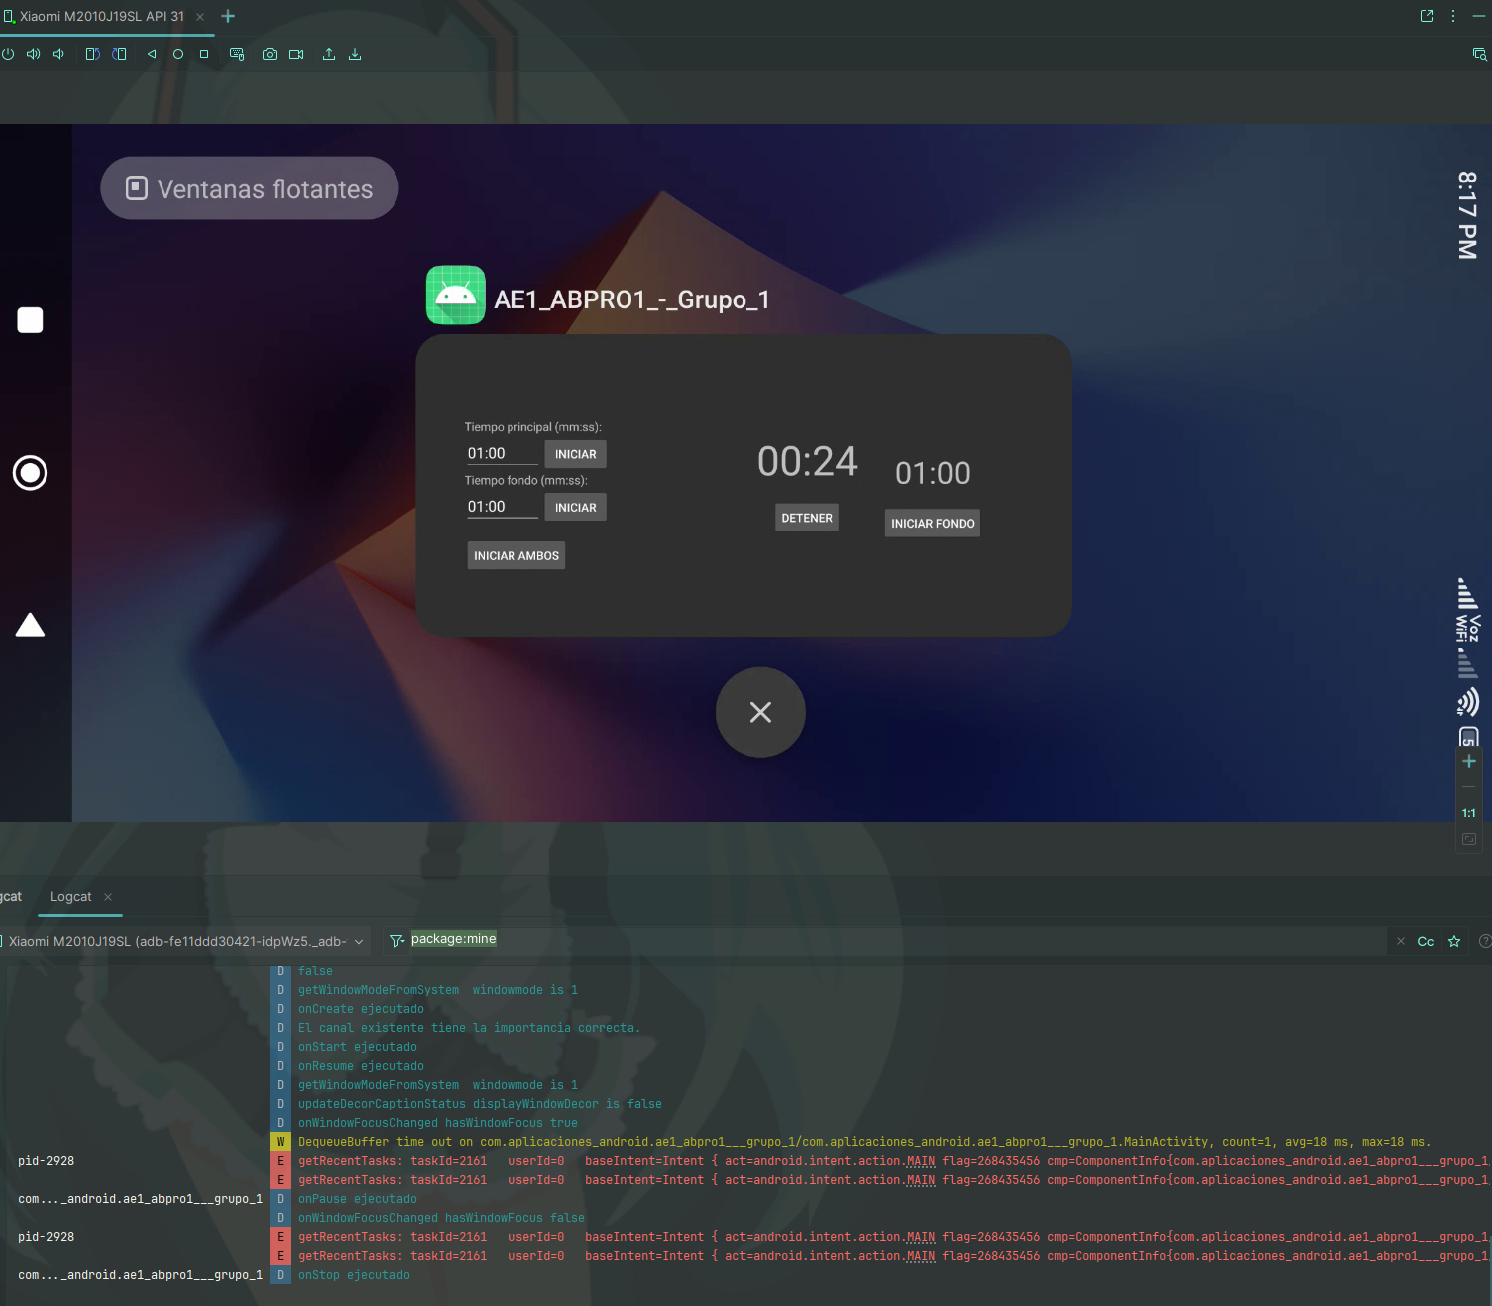 Xiaomi M2010J19SL API 31
Ventanas flotantes
8:17 PM
AE1_ABPRO1_-_Grupo_1
Tiempo principal (mm:ss):
01:00 INICIAR
Tiempo fondo (mm:ss):
01:00 INICIAR
INICIAR AMBOS
00:24
DETENER
01:00
INICIAR FONDO
Voz
WiFi
5
1:1
gcat Logcat
Xiaomi M2010J19SL (adb-fe11ddd30421-idpWz5._adb- package:mine Cc
D false
D getWindowModeFromSystem windowmode is 1
D onCreate ejecutado
D El canal existente tiene la importancia correcta.
D onStart ejecutado
D onResume ejecutado
D getWindowModeFromSystem windowmode is 1
D updateDecorCaptionStatus displayWindowDecor is false
D onWindowFocusChanged hasWindowFocus true
W DequeueBuffer time out on com.aplicaciones_android.ae1_abpro1___grupo_1/com.aplicaciones_android.ae1_abpro1___grupo_1.MainActivity, count=1, avg=18 ms, max=18 ms.
pid-2928 E getRecentTasks: taskId=2161 userId=0 baseIntent=Intent { act=android.intent.action.MAIN flag=268435456 cmp=ComponentInfo{com.aplicaciones_android.ae1_abpro1___grupo_1
E getRecentTasks: taskId=2161 userId=0 baseIntent=Intent { act=android.intent.action.MAIN flag=268435456 cmp=ComponentInfo{com.aplicaciones_android.ae1_abpro1___grupo_1
com..._android.ae1_abpro1___grupo_1 D onPause ejecutado
D onWindowFocusChanged hasWindowFocus false
pid-2928 E getRecentTasks: taskId=2161 userId=0 baseIntent=Intent { act=android.intent.action.MAIN flag=268435456 cmp=ComponentInfo{com.aplicaciones_android.ae1_abpro1___grupo_1
E getRecentTasks: taskId=2161 userId=0 baseIntent=Intent { act=android.intent.action.MAIN flag=268435456 cmp=ComponentInfo{com.aplicaciones_android.ae1_abpro1___grupo_1
com..._android.ae1_abpro1___grupo_1 D onStop ejecutado